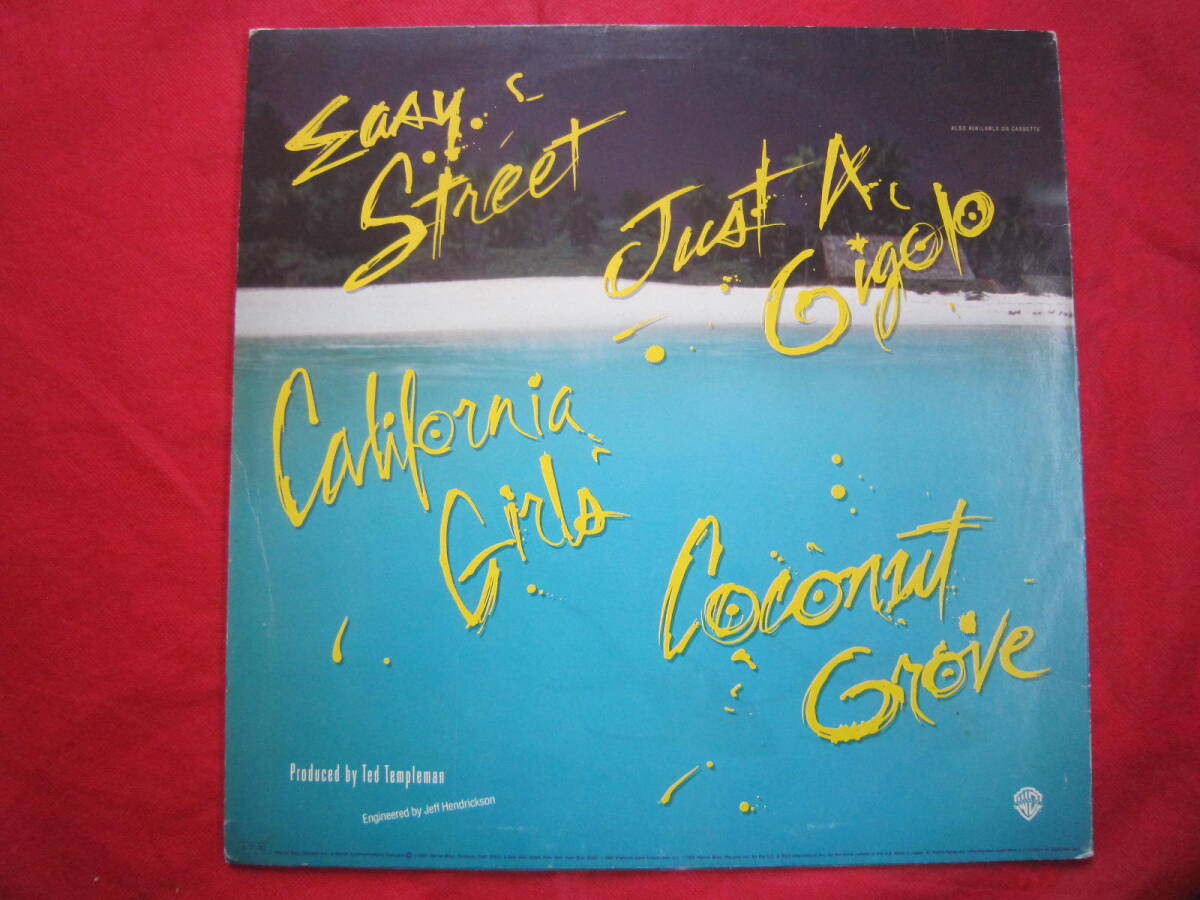 Easy
Street
ALSO AVAILABLE ON CASSETTE
Just A
Gigolo
California
Girls
Coconut
Grove
Produced by Ted Templeman
Engineered by Jeff Hendrickson